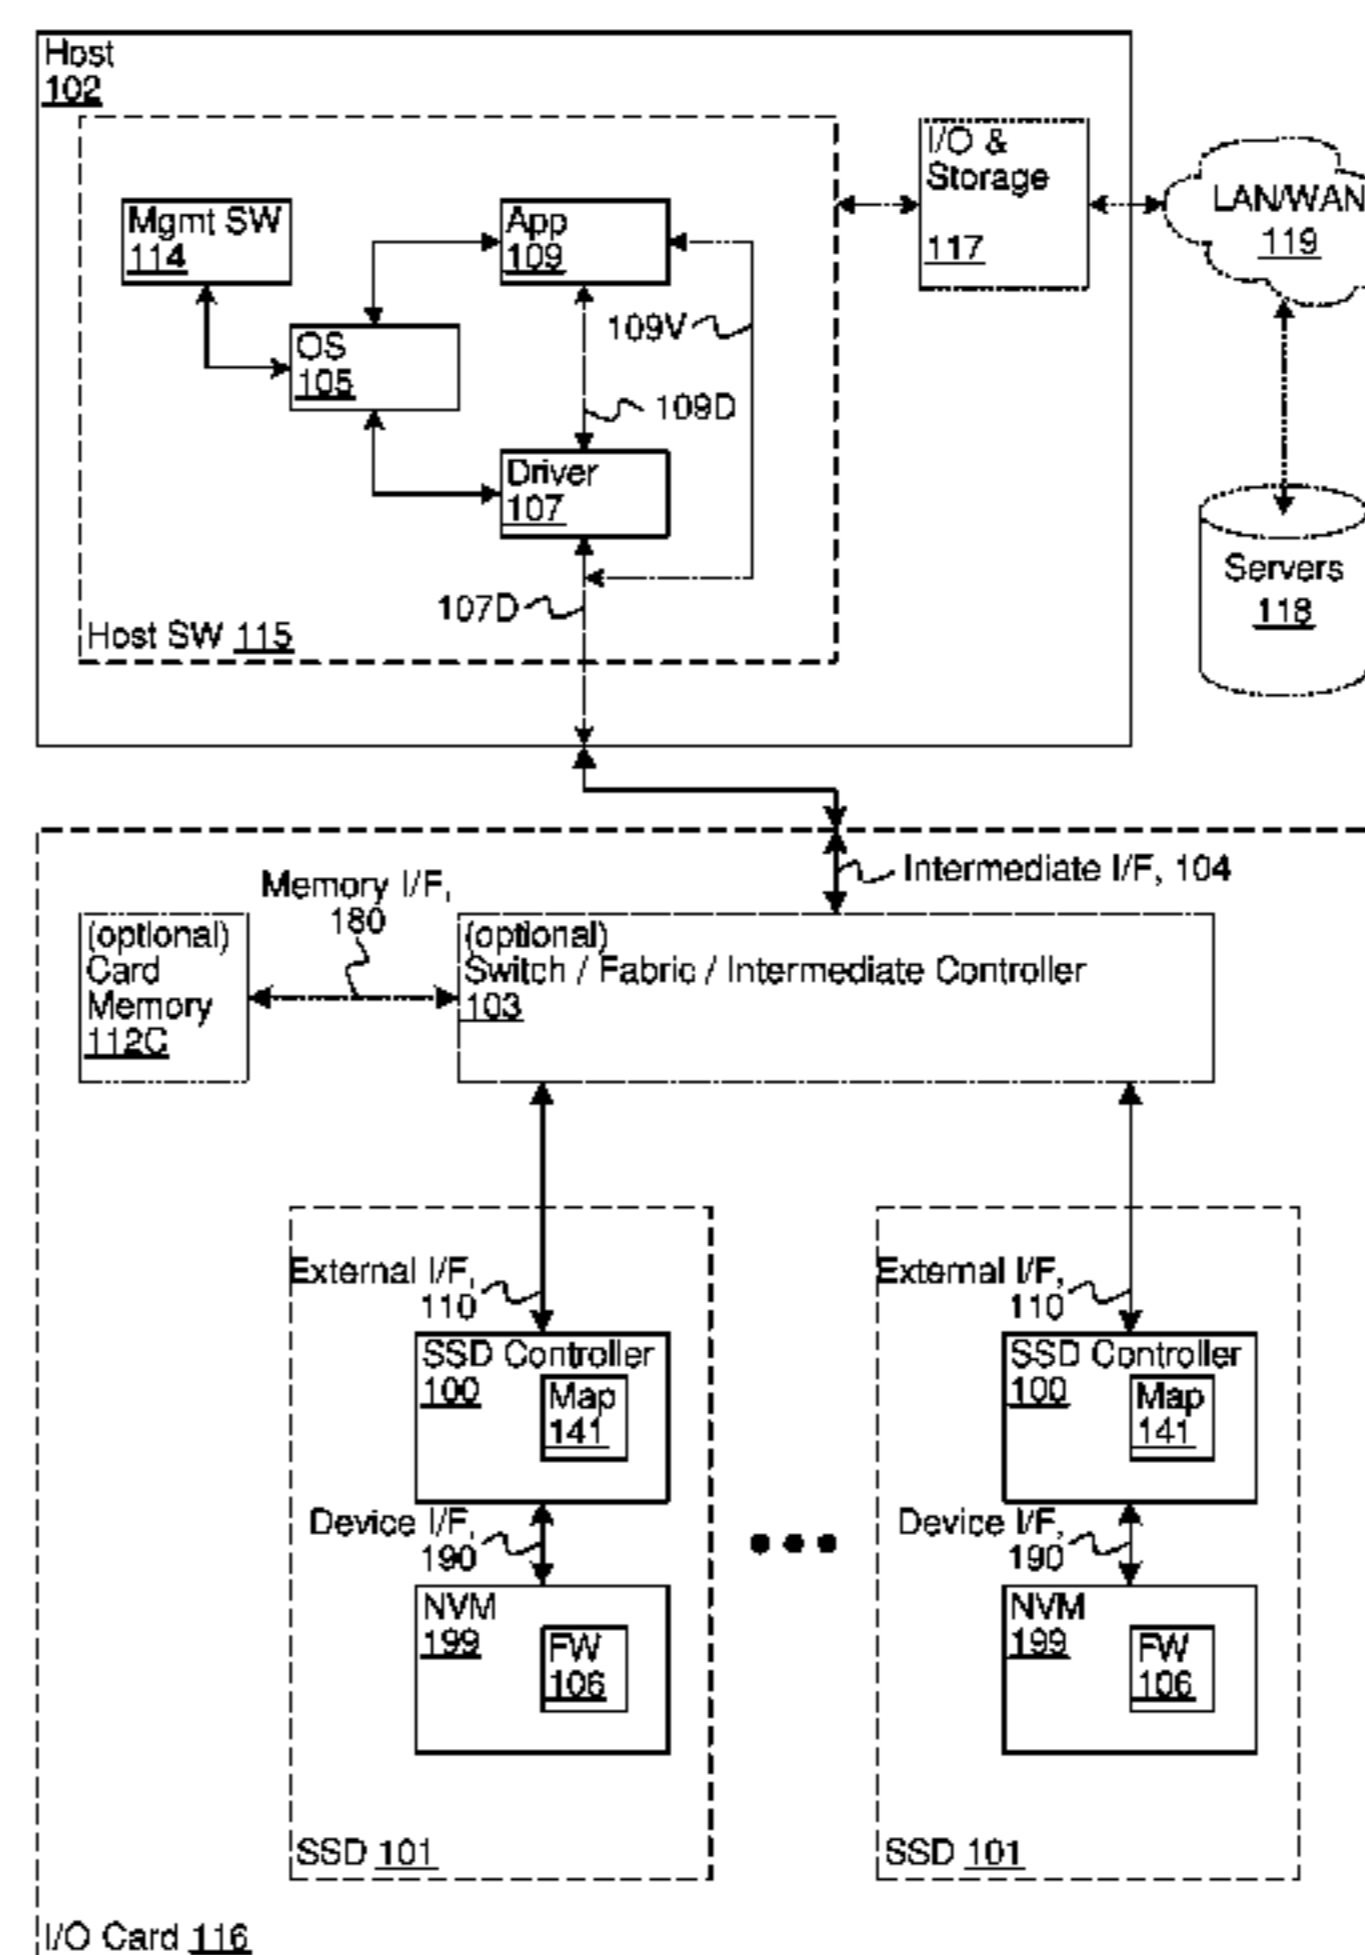 Host
102
I/O &
Storage
117
LAN/WAN
119
Mgmt SW
114
App
109
109V
OS
105
109D
Driver
107
107D
Host SW 115
Servers
118
Intermediate I/F, 104
Memory I/F,
180
(optional)
Card
Memory
112C
(optional)
Switch / Fabric / Intermediate Controller
103
External I/F,
110
SSD Controller
100
Map
141
Device I/F,
190
NVM
199
FW
106
SSD 101
External I/F,
110
SSD Controller
100
Map
141
Device I/F,
190
NVM
199
FW
106
SSD 101
I/O Card 116